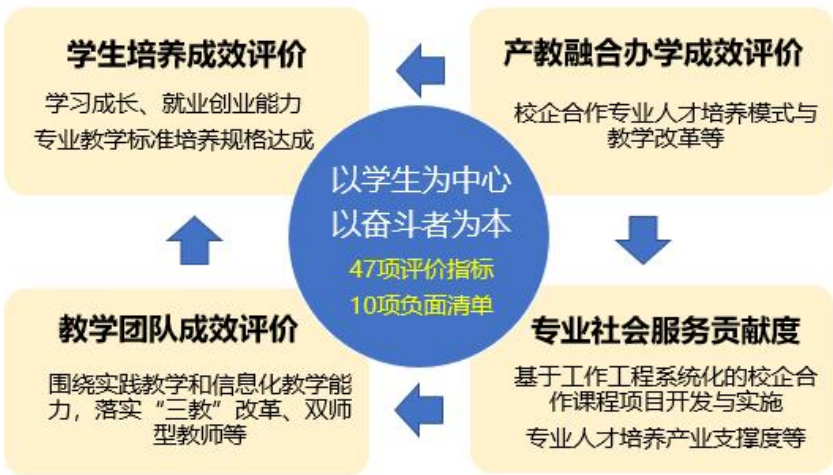 学生培养成效评价
学习成长、就业创业能力
专业教学标准培养规格达成
产教融合办学成效评价
校企合作专业人才培养模式与
教学改革等
以学生为中心
以奋斗者为本
47项评价指标
10项负面清单
教学团队成效评价
围绕实践教学和信息化教学能
力，落实“三教”改革、双师
型教师等
专业社会服务贡献度
基于工作工程系统化的校企合
作课程项目开发与实施
专业人才培养产业支撑度等